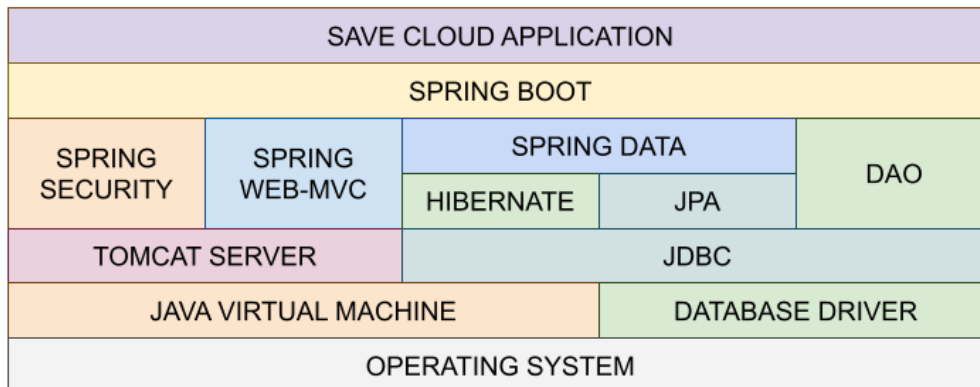 SAVE CLOUD APPLICATION
SPRING BOOT
SPRING
SECURITY
SPRING
WEB-MVC
SPRING DATA
DAO
HIBERNATE
JPA
TOMCAT SERVER
JDBC
JAVA VIRTUAL MACHINE
DATABASE DRIVER
OPERATING SYSTEM